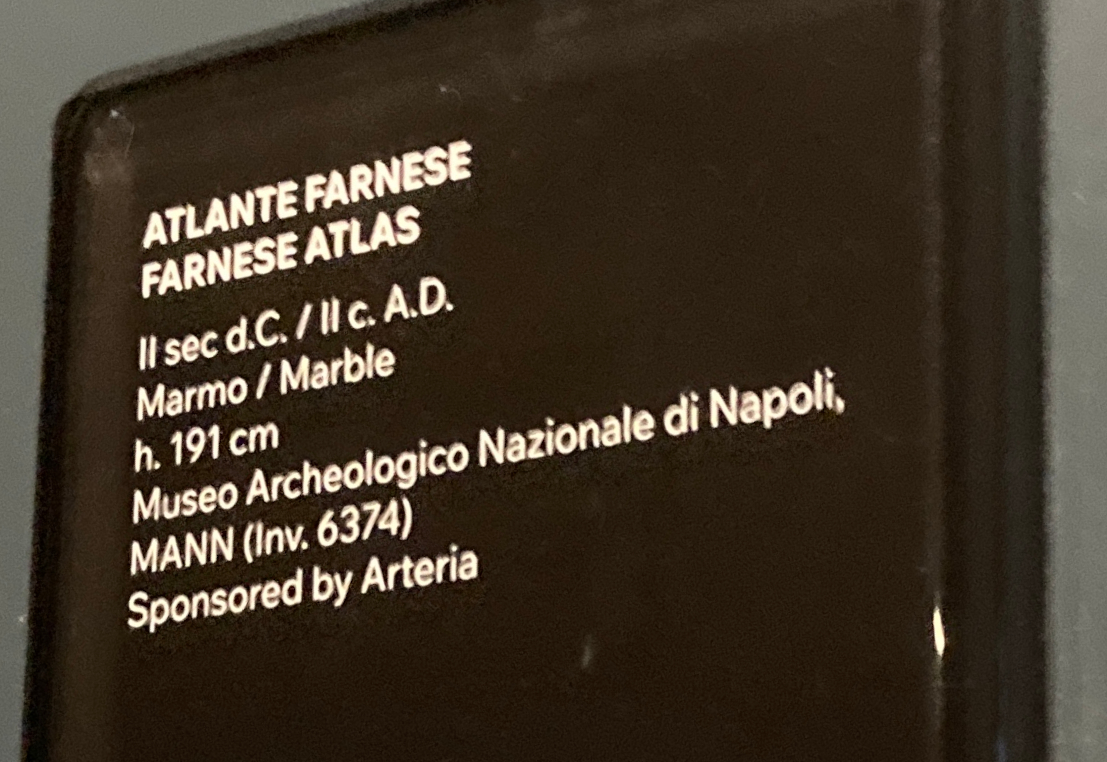 ATLANTE FARNESE
FARNESE ATLAS
II sec d.C. / II c. A.D.
Marmo / Marble
h. 191 cm
Museo Archeologico Nazionale di Napoli,
MANN (Inv. 6374)
Sponsored by Arteria